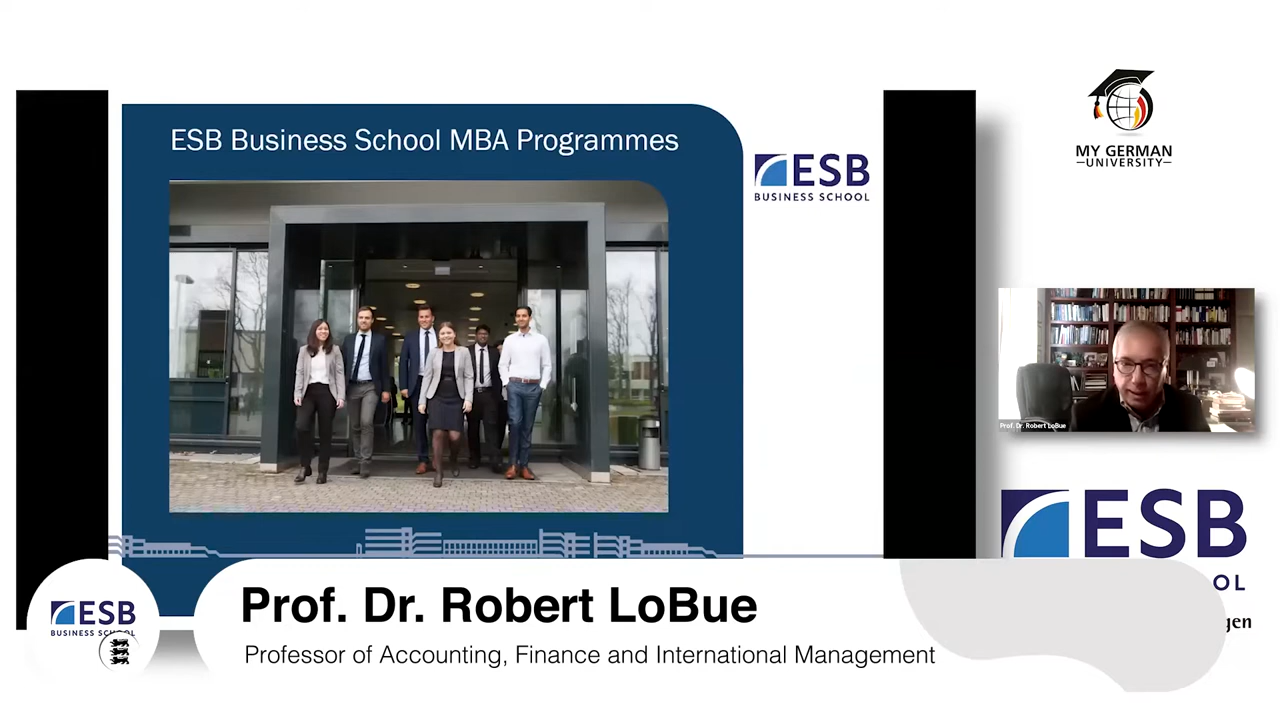 ESB Business School MBA Programmes
ESB
BUSINESS SCHOOL
MY GERMAN
UNIVERSITY
Prof. Dr. Robert LoBue
ESB
OL
gen
ESB
BUSINESS SCHOOL
Prof. Dr. Robert LoBue
Professor of Accounting, Finance and International Management